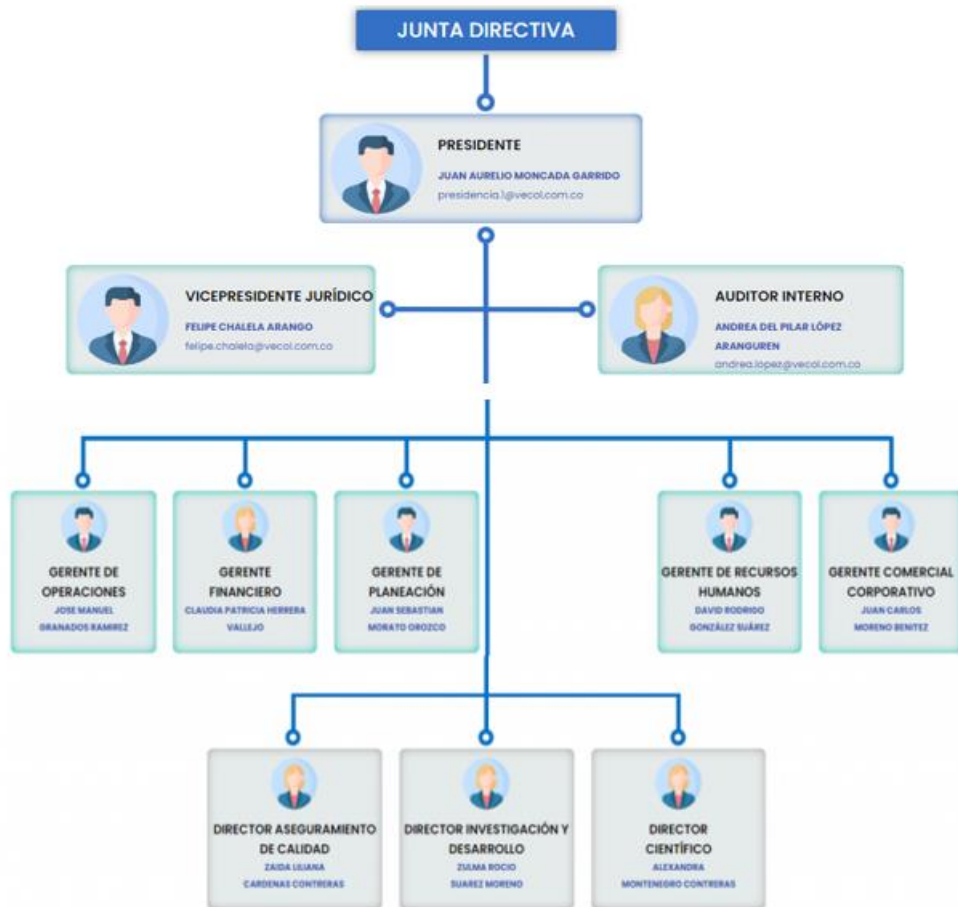 JUNTA DIRECTIVA
PRESIDENTE
JUAN AURELIO MONCADA GARRIDO
presidencia.1@vecol.com.co
VICEPRESIDENTE JURÍDICO
FELIPE CHALELA ARANGO
felipe.chalela@vecol.com.co
AUDITOR INTERNO
ANDREA DEL PILAR LÓPEZ
ARANGUREN
andrea.lopez@vecol.com.co
GERENTE DE
OPERACIONES
JOSE MANUEL
GRANADOS RAMIREZ
GERENTE
FINANCIERO
CLAUDIA PATRICIA HERRERA
VALLEJO
GERENTE DE
PLANEACIÓN
JUAN SEBASTIAN
MORATO OROZCO
GERENTE DE RECURSOS
HUMANOS
DAVID RODRIGO
GONZÁLEZ SUÁREZ
GERENTE COMERCIAL
CORPORATIVO
JUAN CARLOS
MORENO BENITEZ
DIRECTOR ASEGURAMIENTO
DE CALIDAD
ZAIDA LILIANA
CARDENAS CONTRERAS
DIRECTOR INVESTIGACIÓN Y
DESARROLLO
ZULMA ROCIO
SUAREZ MORENO
DIRECTOR
CIENTÍFICO
ALEXANDRA
MONTENEGRO CONTRERAS